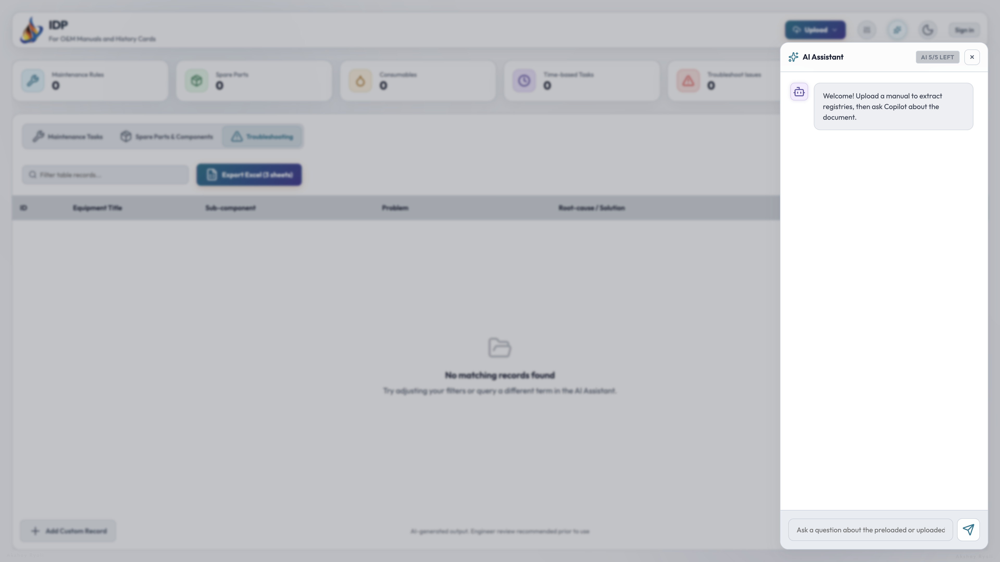 IDP
For O&M Manuals and History Cards
Upload
Sign in
Maintenance Rules
0
Spare Parts
0
Consumables
0
Time-based Tasks
0
Troubleshoot Issues
0
Maintenance Tasks
Spare Parts & Components
Troubleshooting
Filter table records...
Export Excel (3 sheets)
ID Equipment Title Sub-component Problem Root-cause / Solution
No matching records found
Try adjusting your filters or query a different term in the AI Assistant.
Add Custom Record
AI-generated output. Engineer review recommended prior to use
AI Assistant
AI 5/5 LEFT
Welcome! Upload a manual to extract
registries, then ask Copilot about the
document.
Ask a question about the preloaded or uploaded